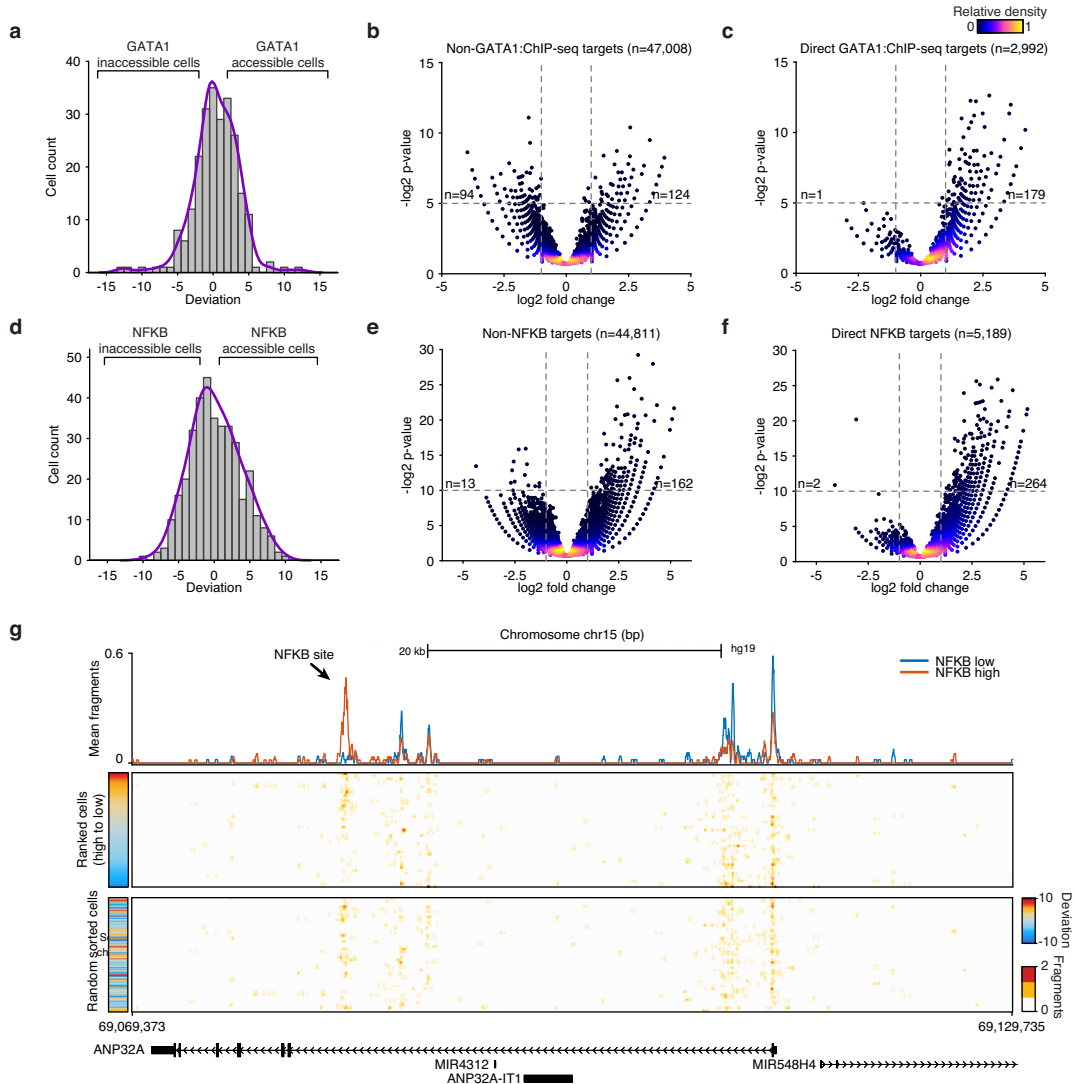 Relative density
0 1
a
GATA1 inaccessible cells
GATA1 accessible cells
40
30
20
10
0
Cell count
-15 -10 -5 0 5 10 15
Deviation
b
Non-GATA1:ChIP-seq targets (n=47,008)
15
10
5
0
-log2 p-value
n=94
n=124
-5 -2.5 0 2.5 5
log2 fold change
c
Direct GATA1:ChIP-seq targets (n=2,992)
15
10
5
0
-log2 p-value
n=1
n=179
-5 -2.5 0 2.5 5
log2 fold change
d
NFKB inaccessible cells
NFKB accessible cells
50
40
30
20
10
0
Cell count
-15 -10 -5 0 5 10 15
Deviation
e
Non-NFKB targets (n=44,811)
30
25
20
15
10
5
0
-log2 p-value
n=13
n=162
-5 -2.5 0 2.5 5
log2 fold change
f
Direct NFKB targets (n=5,189)
30
25
20
15
10
5
0
-log2 p-value
n=2
n=264
-5 -2.5 0 2.5 5
log2 fold change
g
Chromosome chr15 (bp)
20 kb
hg19
NFKB site
NFKB low
NFKB high
0.6
0
Mean fragments
Ranked cells
(high to low)
Random sorted cells
10
-10
Deviation
2
1
0
Fragments
69,069,373
69,129,735
ANP32A
MIR4312
MIR548H4
ANP32A-IT1